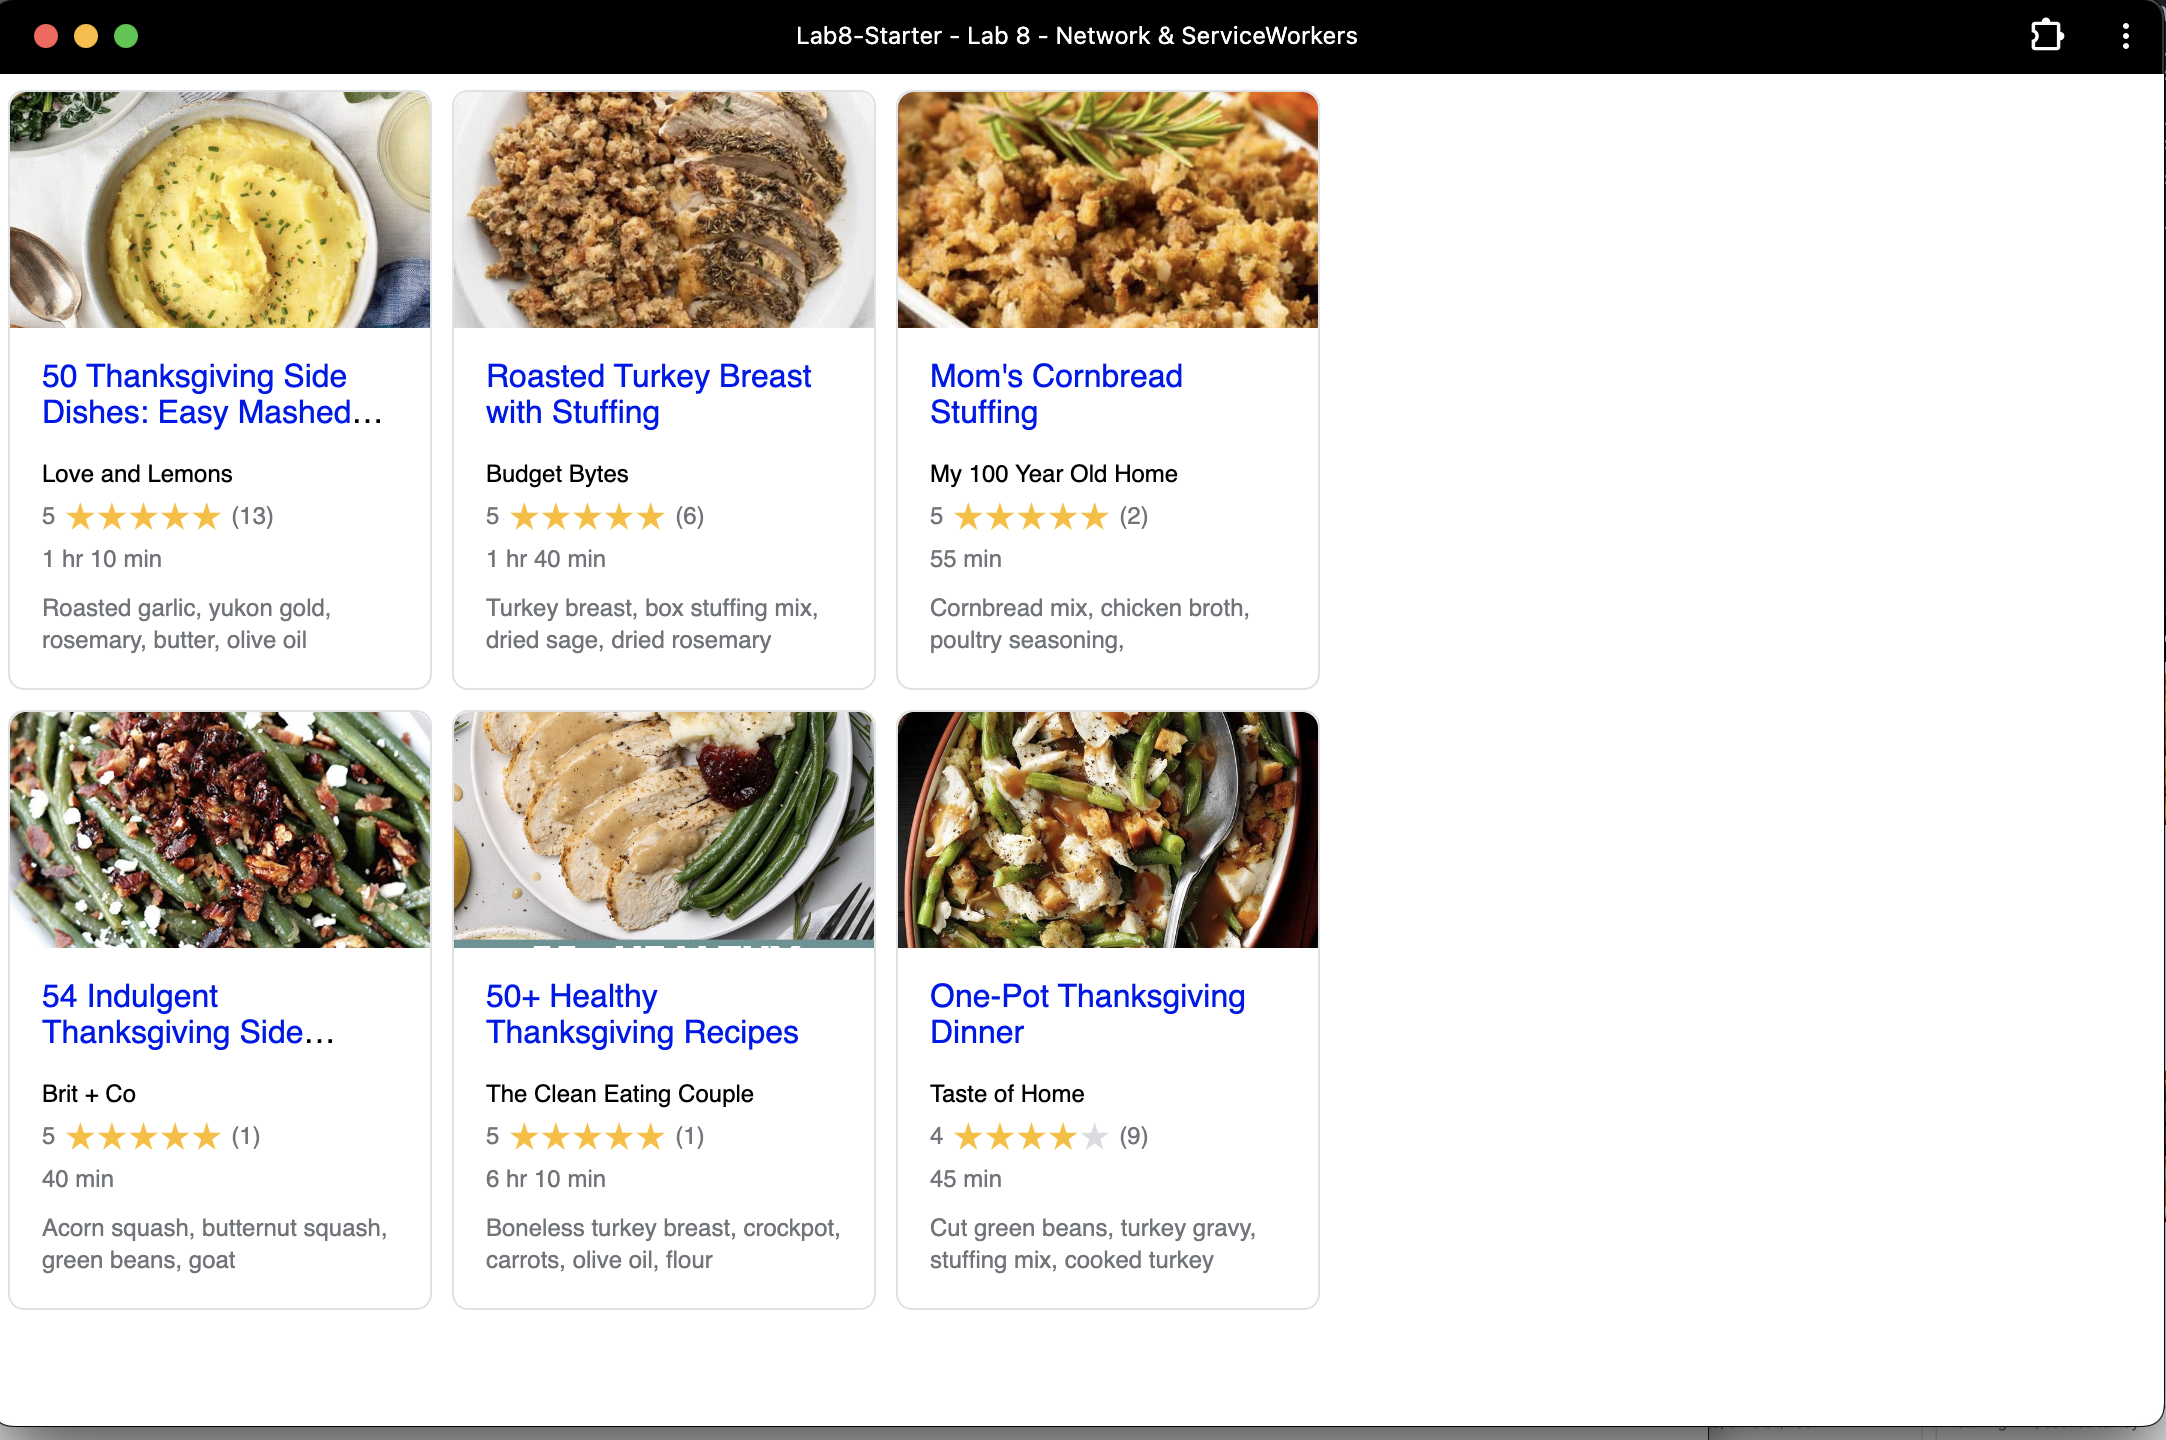 Lab8-Starter - Lab 8 - Network & ServiceWorkers
50 Thanksgiving Side
Dishes: Easy Mashed...
Love and Lemons
5 ★★★★★ (13)
1 hr 10 min
Roasted garlic, yukon gold,
rosemary, butter, olive oil
Roasted Turkey Breast
with Stuffing
Budget Bytes
5 ★★★★★ (6)
1 hr 40 min
Turkey breast, box stuffing mix,
dried sage, dried rosemary
Mom's Cornbread
Stuffing
My 100 Year Old Home
5 ★★★★★ (2)
55 min
Cornbread mix, chicken broth,
poultry seasoning,
54 Indulgent
Thanksgiving Side...
Brit + Co
5 ★★★★★ (1)
40 min
Acorn squash, butternut squash,
green beans, goat
50+ Healthy
Thanksgiving Recipes
The Clean Eating Couple
5 ★★★★★ (1)
6 hr 10 min
Boneless turkey breast, crockpot,
carrots, olive oil, flour
One-Pot Thanksgiving
Dinner
Taste of Home
4 ★★★★★ (9)
45 min
Cut green beans, turkey gravy,
stuffing mix, cooked turkey